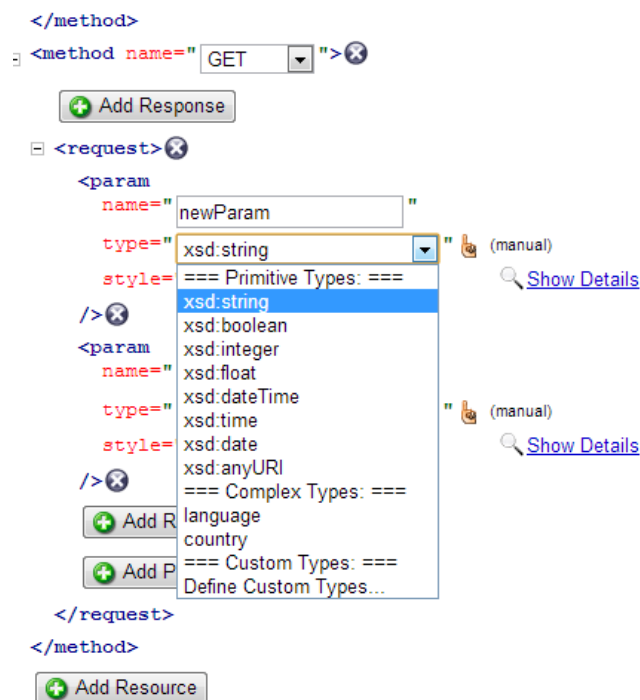 </method>
<method name=" GET ">
Add Response
<request>
<param
name=" newParam "
type=" xsd:string " (manual)
style= === Primitive Types: === Show Details
xsd:string
/>
xsd:boolean
<param
xsd:integer
name=" xsd:float
xsd:dateTime
type=" xsd:time " (manual)
style= xsd:date Show Details
xsd:anyURI
/>
=== Complex Types: ===
Add R language
country
=== Custom Types: ===
Add P Define Custom Types...
</request>
</method>
Add Resource